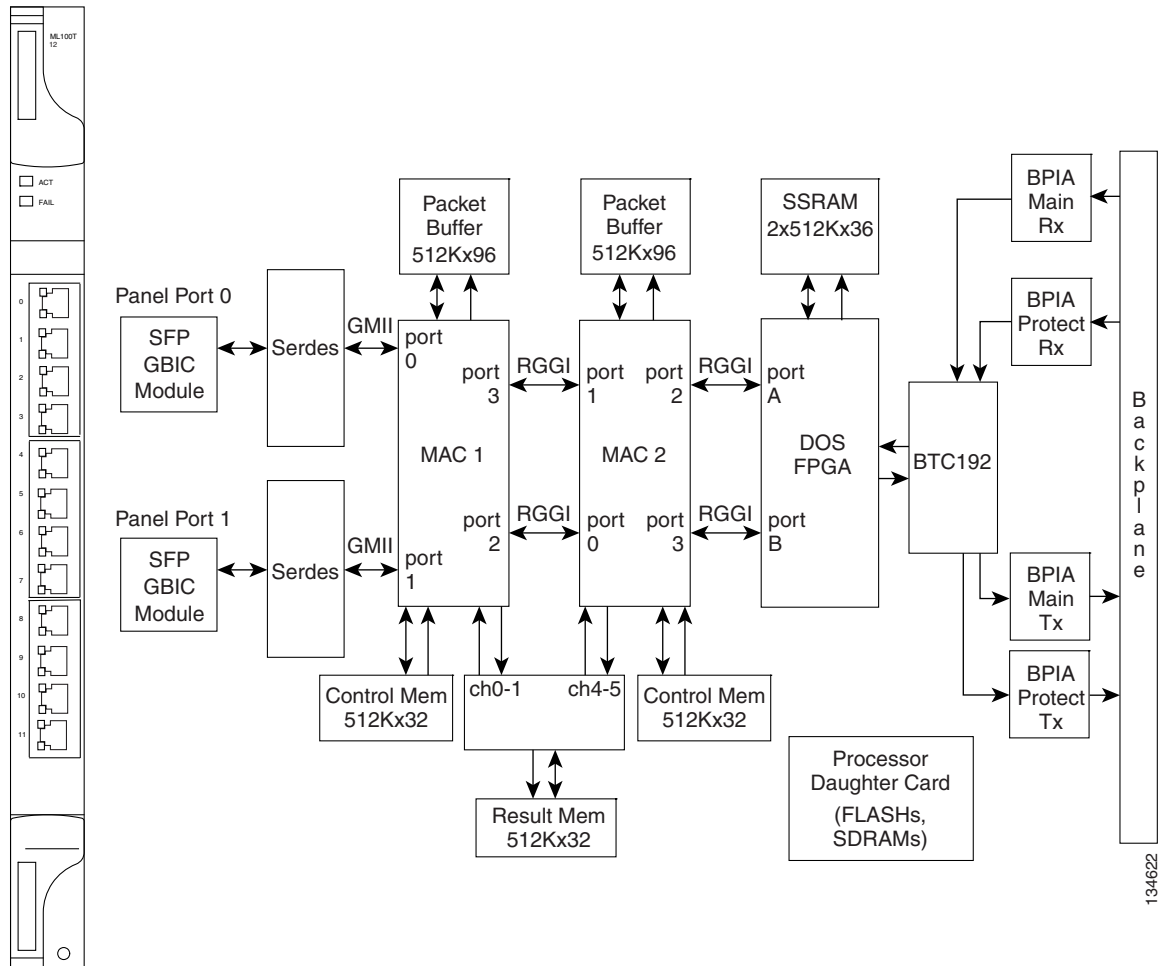 ML100T
12
ACT
FAIL
0
1
2
3
4
5
6
7
8
9
10
11
Panel Port 0
SFP
GBIC
Module
Serdes
GMII
Panel Port 1
SFP
GBIC
Module
Serdes
GMII
Packet
Buffer
512Kx96
port
0
port
3
MAC 1
port
2
port
1
RGGI
RGGI
Packet
Buffer
512Kx96
port
1
port
2
MAC 2
port
0
port
3
RGGI
RGGI
SSRAM
2x512Kx36
port
A
DOS
FPGA
port
B
BTC192
BPIA
Main
Rx
BPIA
Protect
Rx
BPIA
Main
Tx
BPIA
Protect
Tx
Backplane
Control Mem
512Kx32
ch0-1
ch4-5
Control Mem
512Kx32
Result Mem
512Kx32
Processor
Daughter Card
(FLASHs,
SDRAMs)
134622